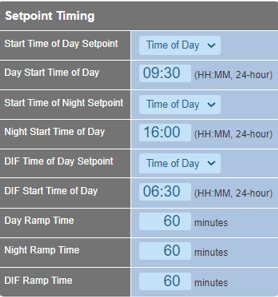 Setpoint Timing
Start Time of Day Setpoint Time of Day
Day Start Time of Day 09:30 (HH:MM, 24-hour)
Start Time of Night Setpoint Time of Day
Night Start Time of Day 16:00 (HH:MM, 24-hour)
DIF Time of Day Setpoint Time of Day
DIF Start Time of Day 06:30 (HH:MM, 24-hour)
Day Ramp Time 60 minutes
Night Ramp Time 60 minutes
DIF Ramp Time 60 minutes